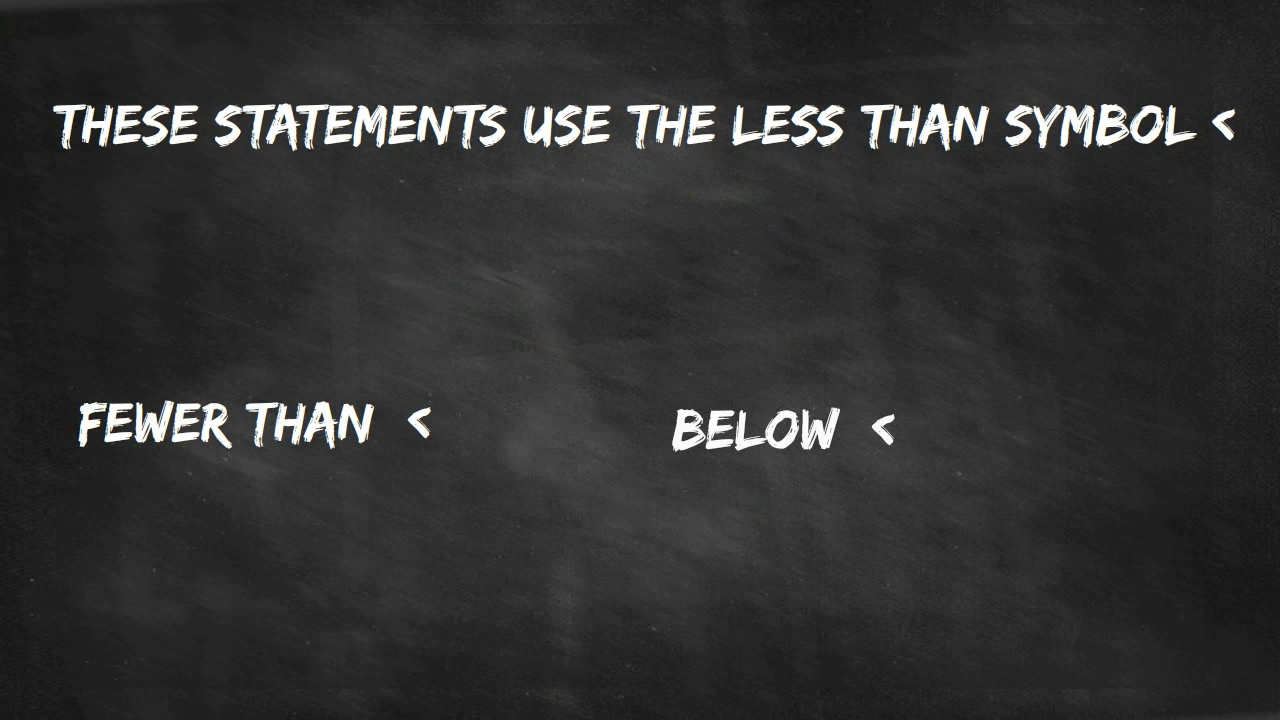 THESE STATEMENTS USE THE LESS THAN SYMBOL <
FEWER THAN <
BELOW <